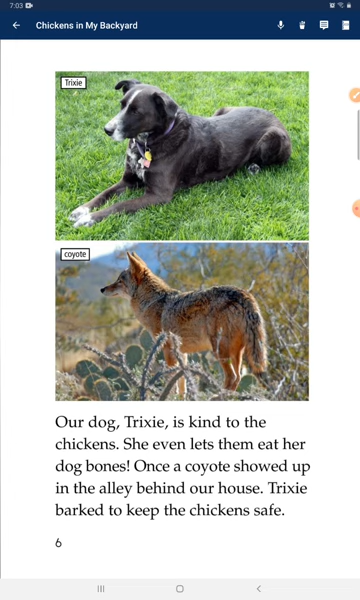 7:03
Chickens in My Backyard
Trixie
coyote
Our dog, Trixie, is kind to the
chickens. She even lets them eat her
dog bones! Once a coyote showed up
in the alley behind our house. Trixie
barked to keep the chickens safe.
6